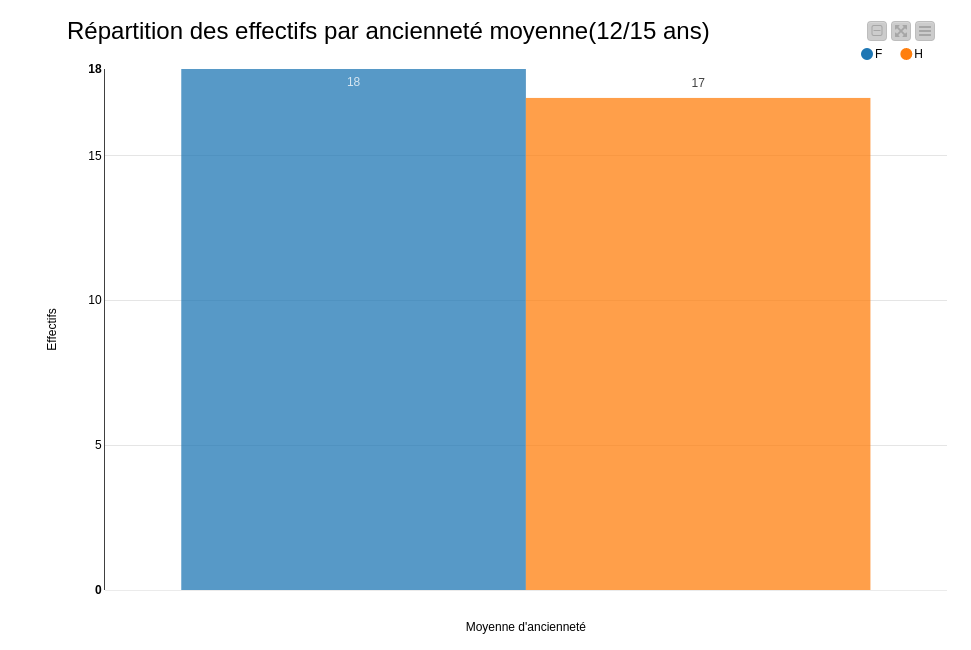 Répartition des effectifs par ancienneté moyenne(12/15 ans)
F H
18
18
17
15
10
Effectifs
5
0
Moyenne d'ancienneté